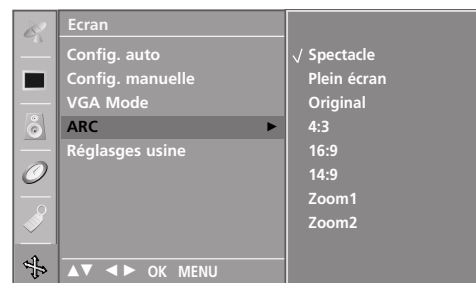 Ecran
Config. auto
Config. manuelle
VGA Mode
ARC ►
Réglasges usine
▲▼ ◄ ► OK MENU
√ Spectacle
Plein écran
Original
4:3
16:9
14:9
Zoom1
Zoom2